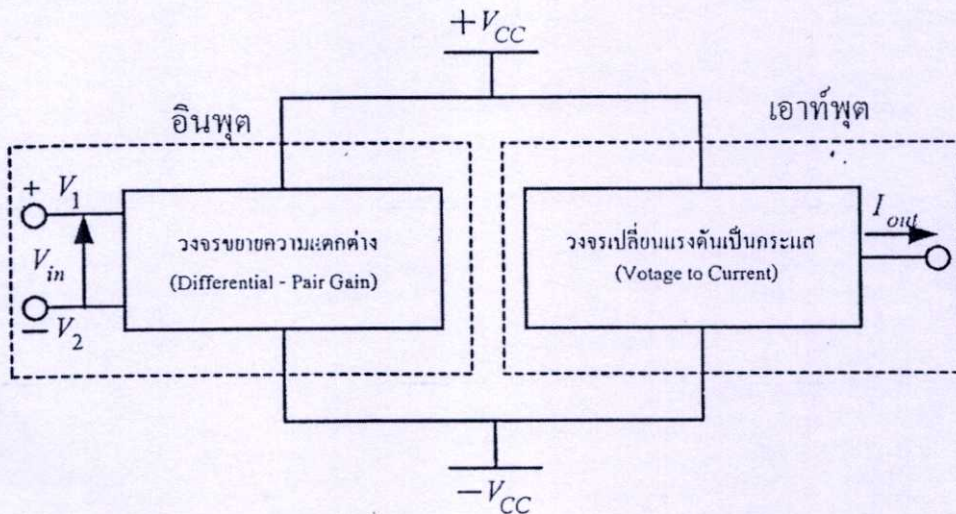 +V_CC
อินพุต
เอาท์พุต
+ V_1
V_in
− V_2
วงจรขยายความแตกต่าง
(Differential - Pair Gain)
วงจรเปลี่ยนแรงดันเป็นกระแส
(Votage to Current)
I_out
−V_CC